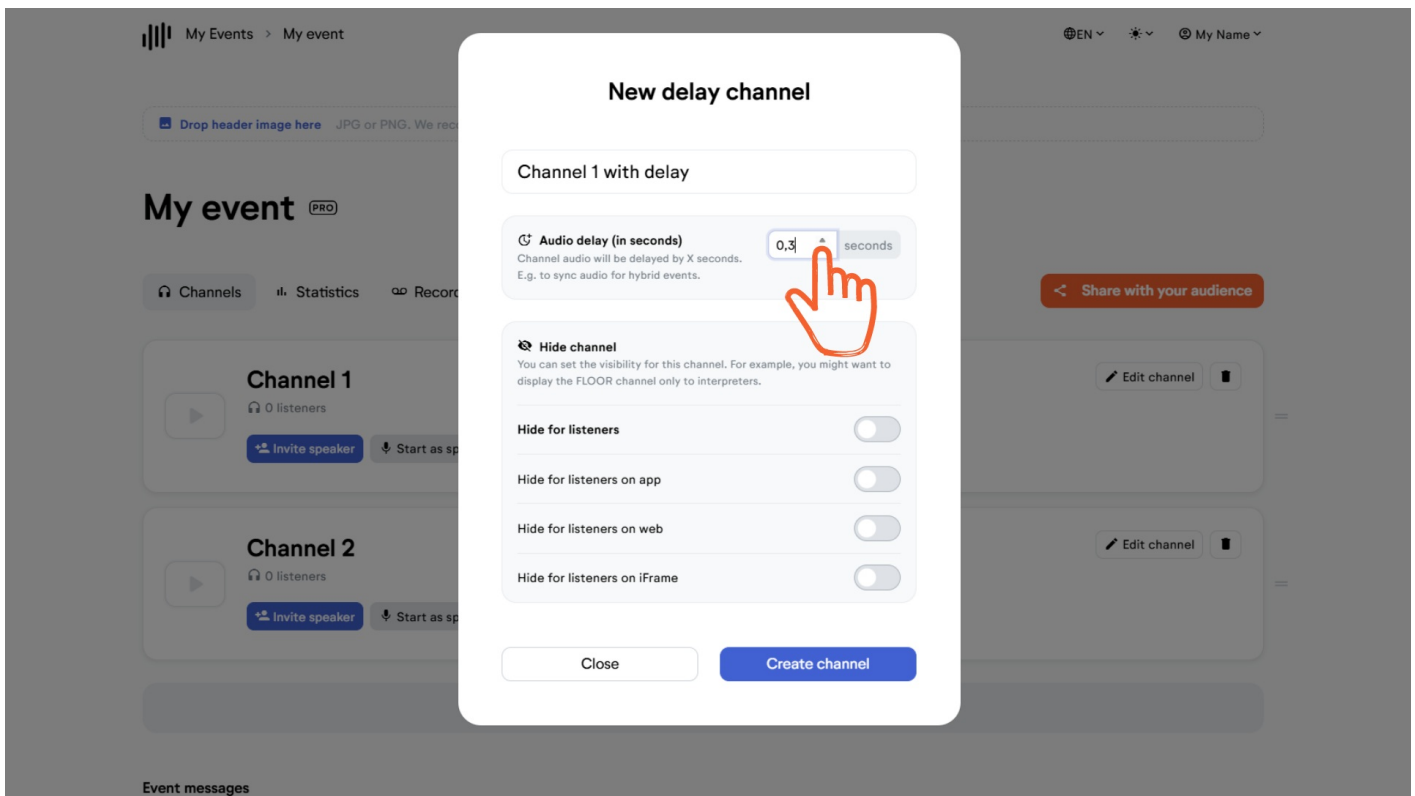 My Events > My event
EN
My Name
Drop header image here JPG or PNG. We
My event PRO
Channels
Statistics
Share with your audience
Channel 1
0 listeners
Invite speaker
Start as
Edit channel
Channel 2
0 listeners
Invite speaker
Start as
Edit channel
Event messages
New delay channel
Channel 1 with delay
Audio delay (in seconds)
Channel audio will be delayed by X seconds.
E.g. to sync audio for hybrid events.
0,3
seconds
Hide channel
You can set the visibility for this channel. For example, you might want to
display the FLOOR channel only to interpreters.
Hide for listeners
Hide for listeners on app
Hide for listeners on web
Hide for listeners on iFrame
Close
Create channel